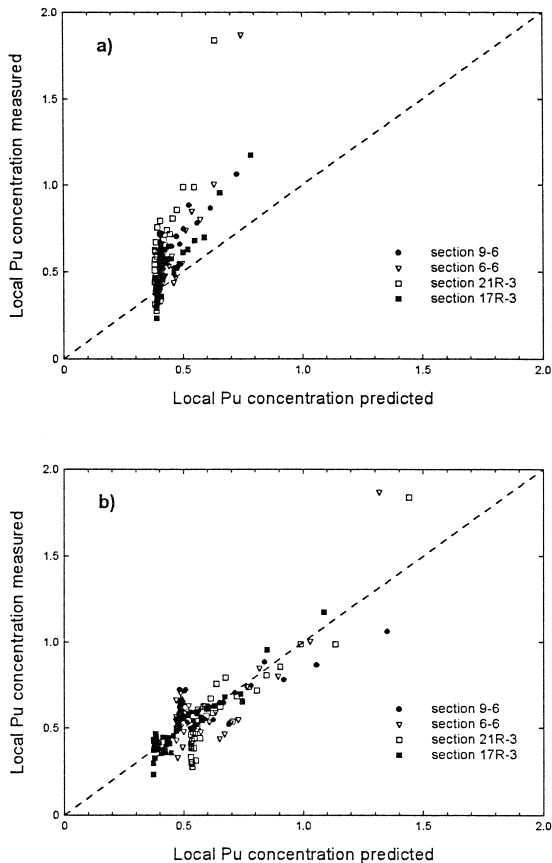 2.0
a)
1.5
1.0
0.5
0
Local Pu concentration measured
section 9-6
section 6-6
section 21R-3
section 17R-3
0 0.5 1.0 1.5 2.0
Local Pu concentration predicted
2.0
b)
1.5
1.0
0.5
0
Local Pu concentration measured
section 9-6
section 6-6
section 21R-3
section 17R-3
0 0.5 1.0 1.5 2.0
Local Pu concentration predicted